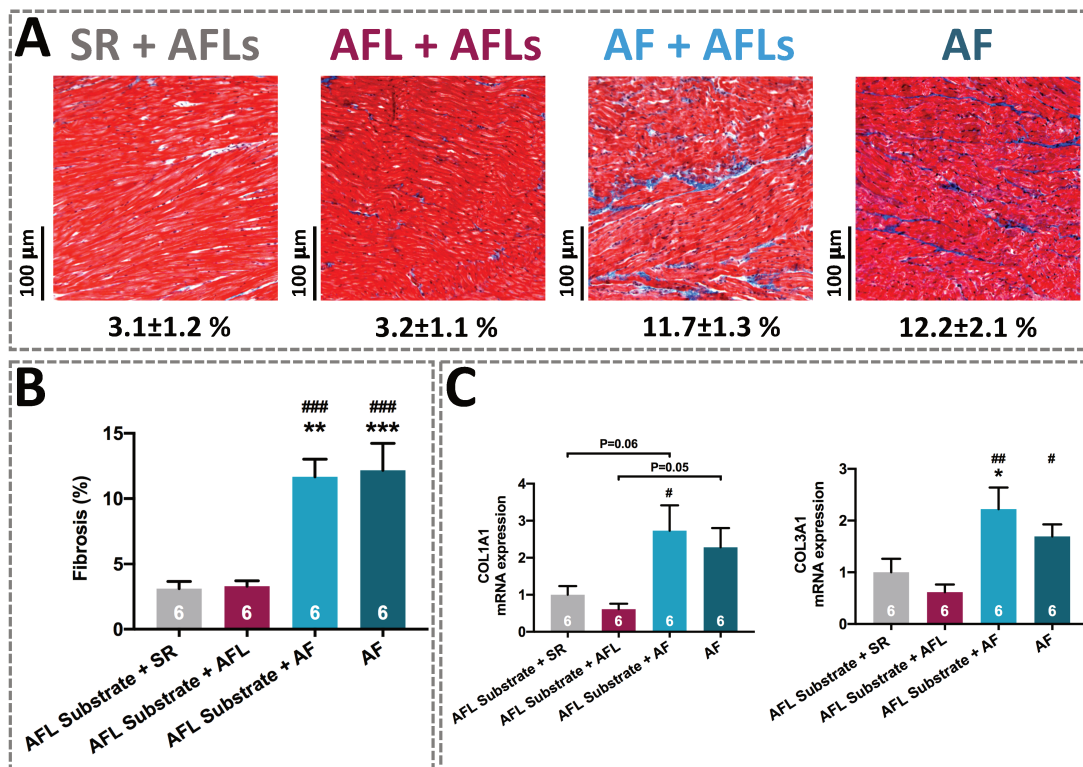 A
SR + AFLs
AFL + AFLs
AF + AFLs
AF
100 µm
100 µm
100 µm
100 µm
3.1±1.2 %
3.2±1.1 %
11.7±1.3 %
12.2±2.1 %
B
Fibrosis (%)
15
10
5
0
###
**
###
***
6
6
6
6
AFL Substrate + SR
AFL Substrate + AFL
AFL Substrate + AF
AF
C
COL1A1
mRNA expression
4
3
2
1
0
P=0.06
P=0.05
#
6
6
6
6
AFL Substrate + SR
AFL Substrate + AFL
AFL Substrate + AF
AF
COL3A1
mRNA expression
3
2
1
0
##
*
#
6
6
6
6
AFL Substrate + SR
AFL Substrate + AFL
AFL Substrate + AF
AF